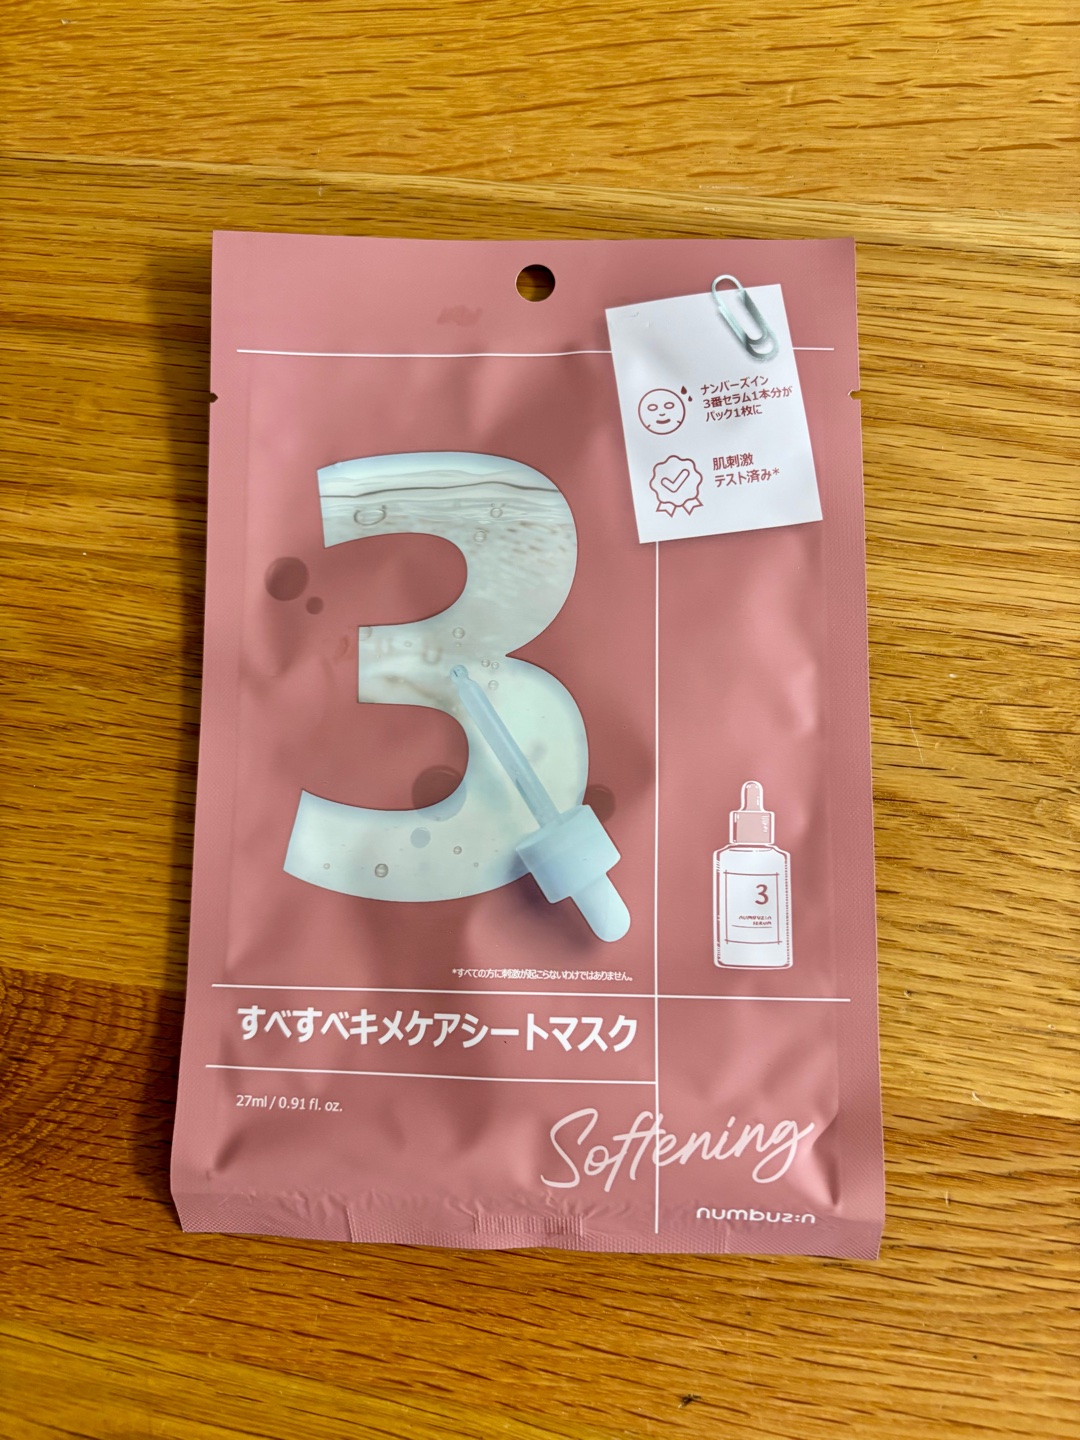 ナンバーズイン
3番セラム1本分が
パック1枚に
肌刺激
テスト済み*
3
3
numbuz:n
SERUM
*すべての方に刺激が起こらないわけではありません。
すべすべキメケアシートマスク
27ml / 0.91 fl. oz.
Softening
numbuz:n